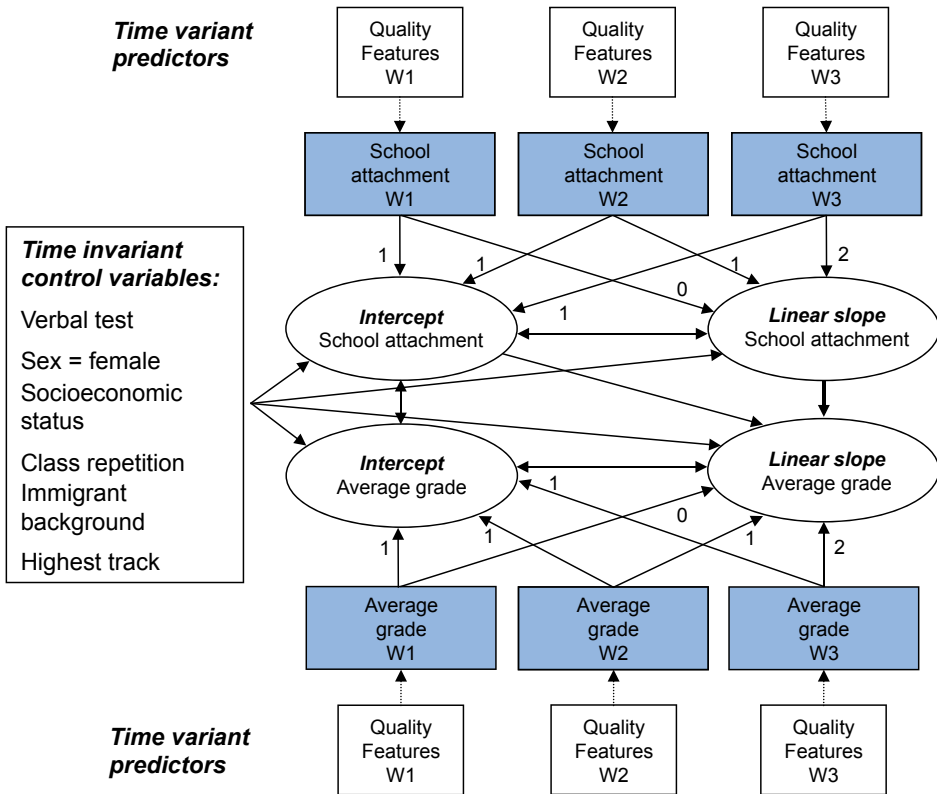 Time variant
predictors
Quality
Features
W1
Quality
Features
W2
Quality
Features
W3
School
attachment
W1
School
attachment
W2
School
attachment
W3
Time invariant
control variables:
Verbal test
Sex = female
Socioeconomic
status
Class repetition
Immigrant
background
Highest track
1
1
0
1
2
1
Intercept
School attachment
Linear slope
School attachment
Intercept
Average grade
Linear slope
Average grade
1
1
1
0
1
2
Average
grade
W1
Average
grade
W2
Average
grade
W3
Time variant
predictors
Quality
Features
W1
Quality
Features
W2
Quality
Features
W3